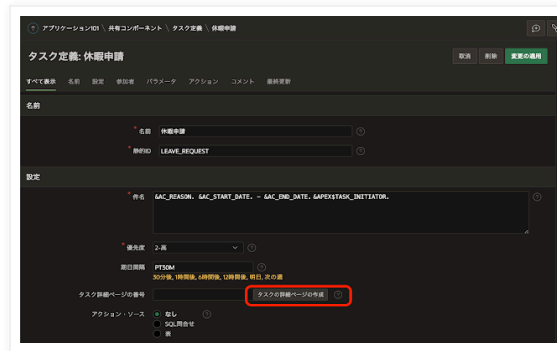 アプリケーション101 \ 共有コンポーネント \ タスク定義 \ 休暇申請
タスク定義: 休暇申請
取消 削除 変更の適用
すべて表示 名前 設定 参加者 パラメータ アクション コメント 最終更新
名前
* 名前 休暇申請
* 静的ID LEAVE_REQUEST
設定
* 件名 &AC_REASON. &AC_START_DATE. - &AC_END_DATE. &APEX$TASK_INITIATOR.
* 優先度 2-高
期日間隔 PT30M
30分後, 1時間後, 6時間後, 12時間後, 明日, 次の週
タスク詳細ページの番号 タスクの詳細ページの作成
アクション・ソース なし
SQL問合せ
表